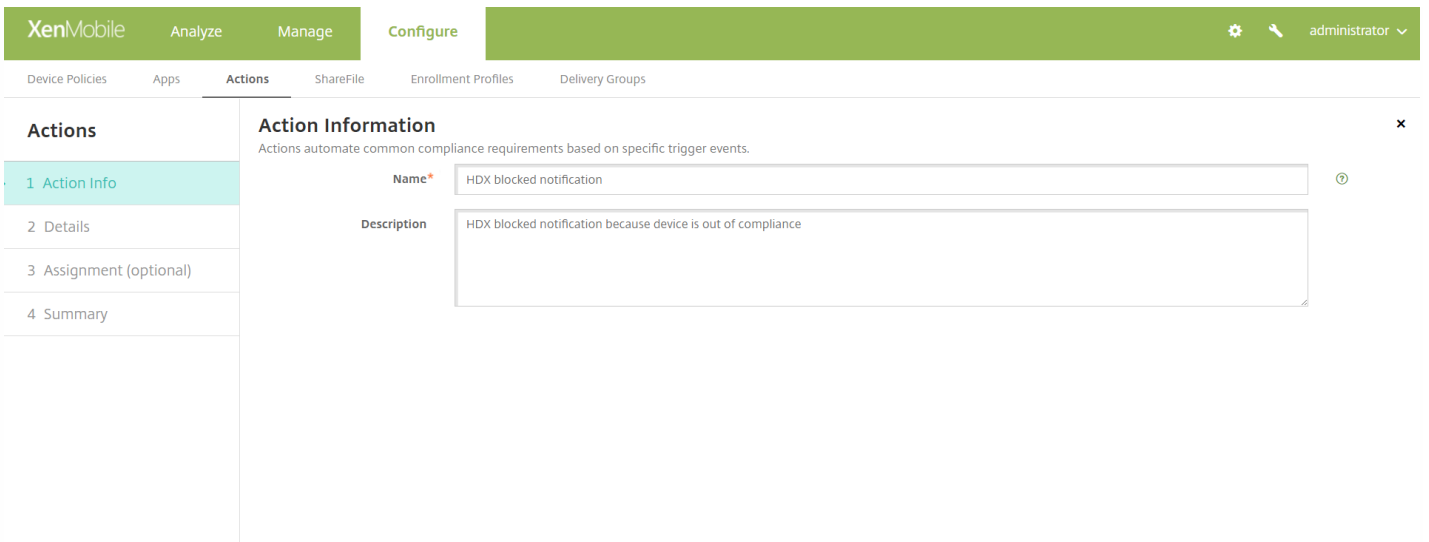 XenMobile Analyze Manage Configure administrator
Device Policies Apps Actions ShareFile Enrollment Profiles Delivery Groups
Actions
1 Action Info
2 Details
3 Assignment (optional)
4 Summary
Action Information
Actions automate common compliance requirements based on specific trigger events.
Name* HDX blocked notification ?
Description HDX blocked notification because device is out of compliance